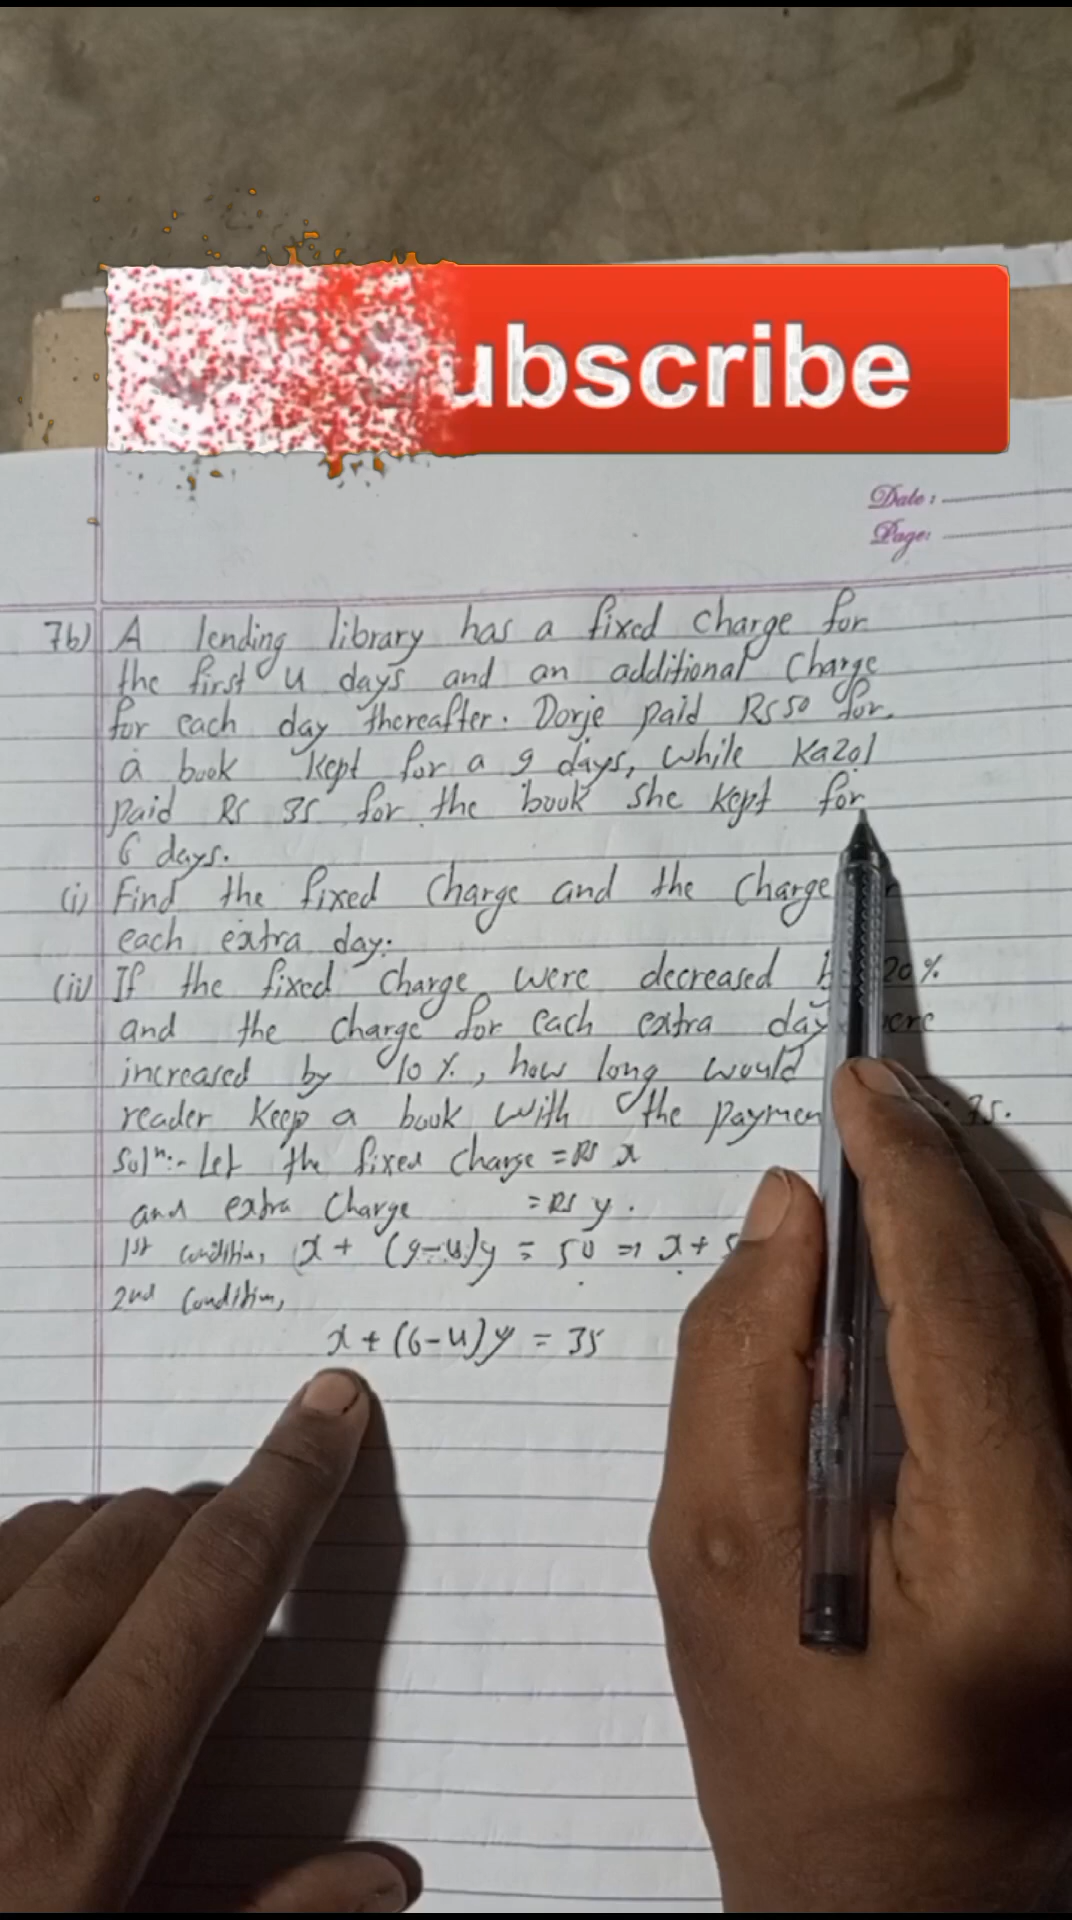 ubscribe
Date:
Page:
7b) A lending library has a fixed charge for
the first 4 days and an additional charge
for each day thereafter. Dorje paid RS 50 for.
a book kept for a 9 days, while Kazol
paid RS 35 for the book she kept for
6 days.
(i) Find the fixed charge and the charge
each extra day.
(ii) If the fixed charge were decreased 20%
and the charge for each extra day were
increased by 10%, how long would
reader keep a book with the paymen 75.
Solⁿ:- Let the fixed charge = RS x
and extra charge = RS y.
1st condition, x + (9-4)y = 50 ⇒ x + 5
2nd condition,
x + (6-4)y = 35